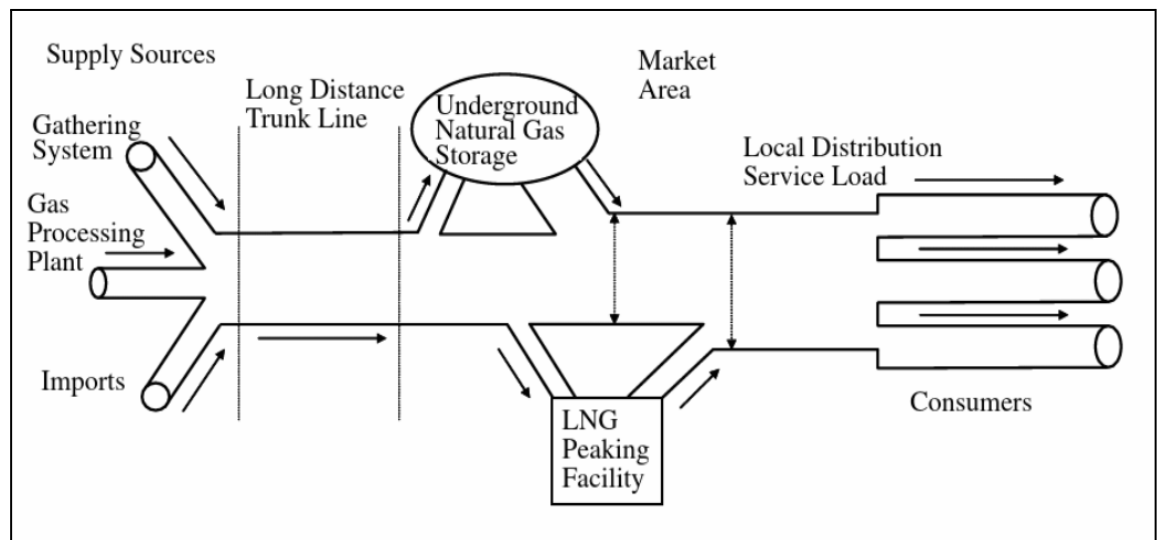 Supply Sources
Long Distance
Trunk Line
Gathering
System
Gas
Processing
Plant
Imports
Underground
Natural Gas
Storage
Market
Area
LNG
Peaking
Facility
Local Distribution
Service Load
Consumers